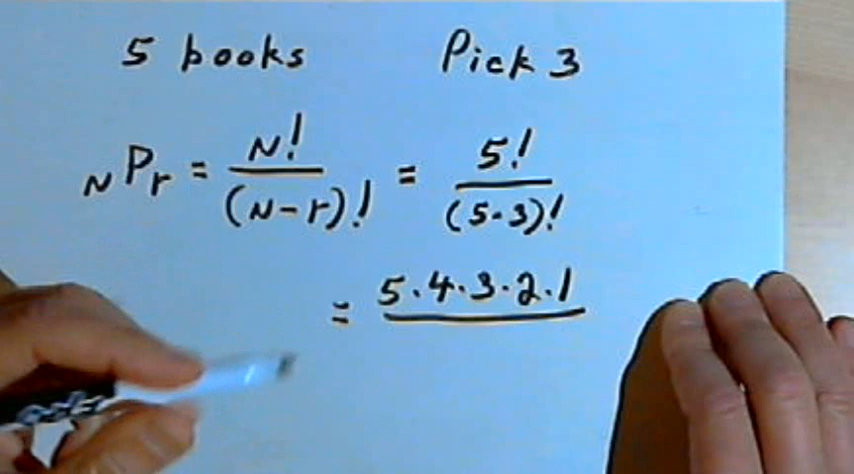 5 books Pick 3
NPr = N! / (N-r)! = 5! / (5-3)!
= 5·4·3·2·1